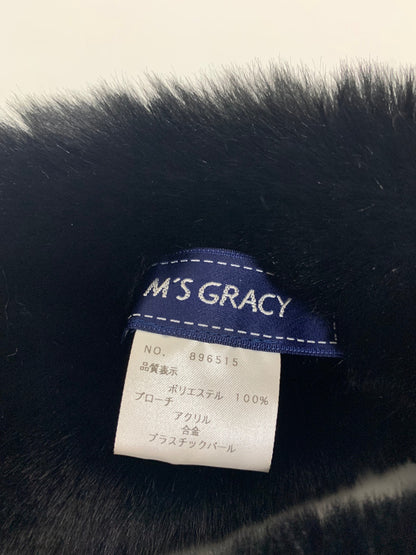 M'S GRACY
NO. 896515
品質表示
ポリエステル 100%
ブローチ
アクリル
合金
プラスチックパール